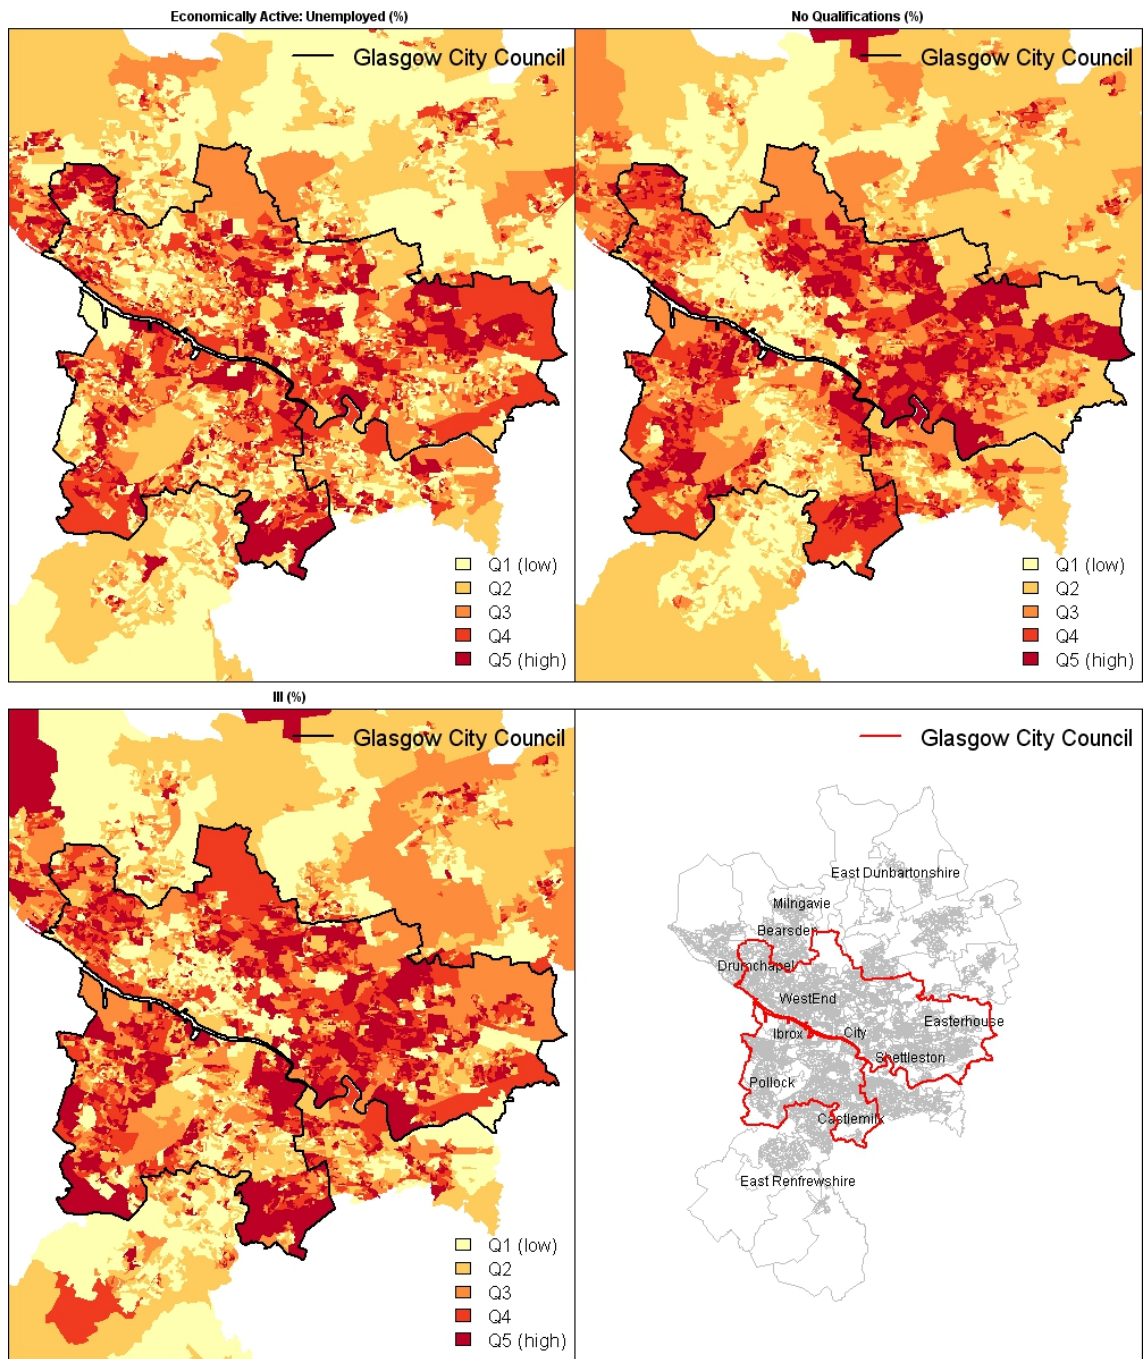 Economically Active: Unemployed (%)
Glasgow City Council
Q1 (low)
Q2
Q3
Q4
Q5 (high)
No Qualifications (%)
Glasgow City Council
Q1 (low)
Q2
Q3
Q4
Q5 (high)
Ill (%)
Glasgow City Council
Q1 (low)
Q2
Q3
Q4
Q5 (high)
Glasgow City Council
East Dunbartonshire
Milngavie
Bearsden
Drumchapel
WestEnd
Easterhouse
Ibrox
City
Shettleston
Pollock
Castlemilk
East Renfrewshire